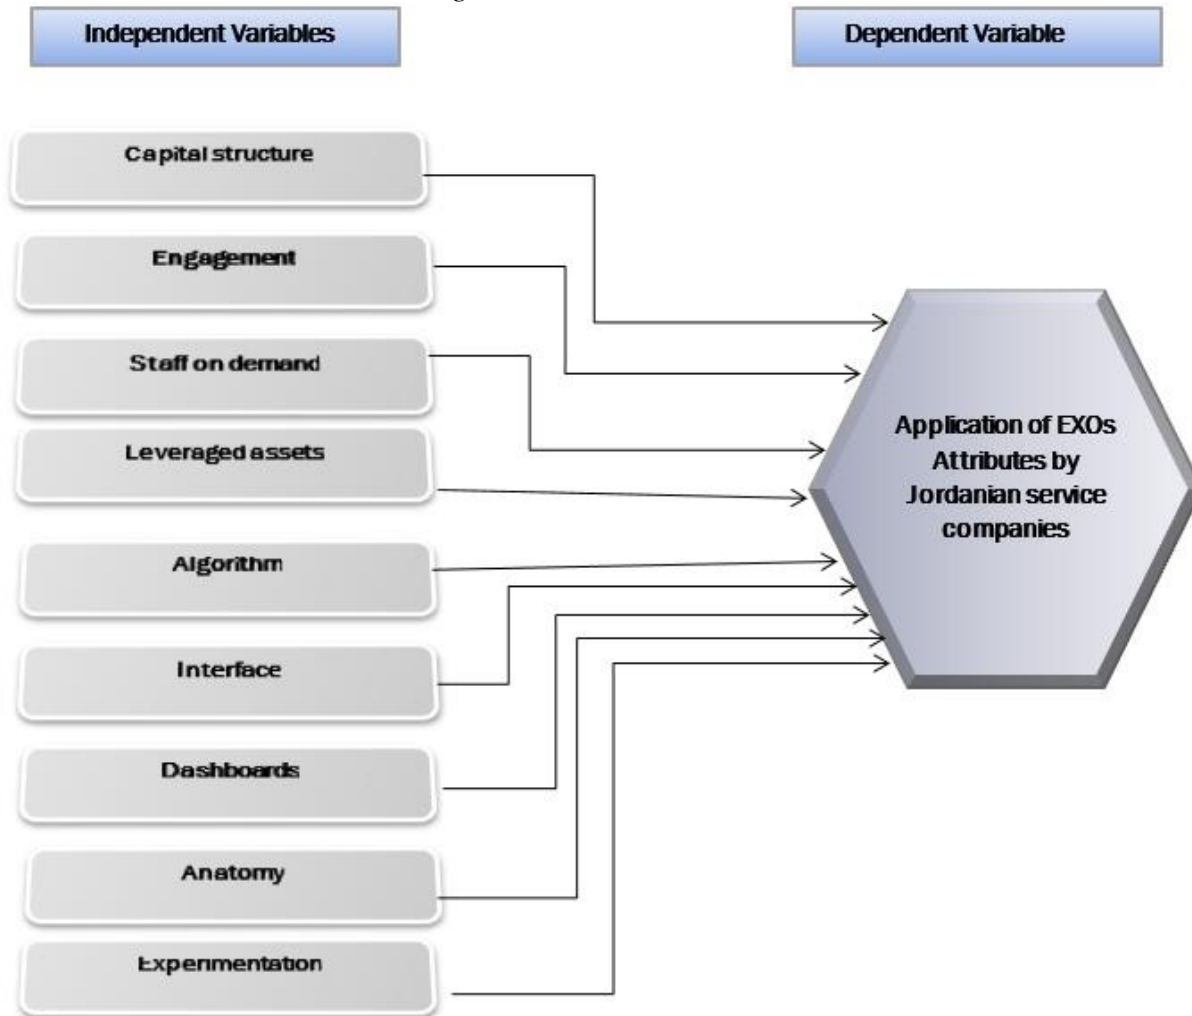 Independent Variables
Dependent Variable
Capital structure
Engagement
Staff on demand
Leveraged assets
Algorithm
Interface
Dashboards
Anatomy
Experimentation
Application of EXOs
Attributes by
Jordanian service
companies